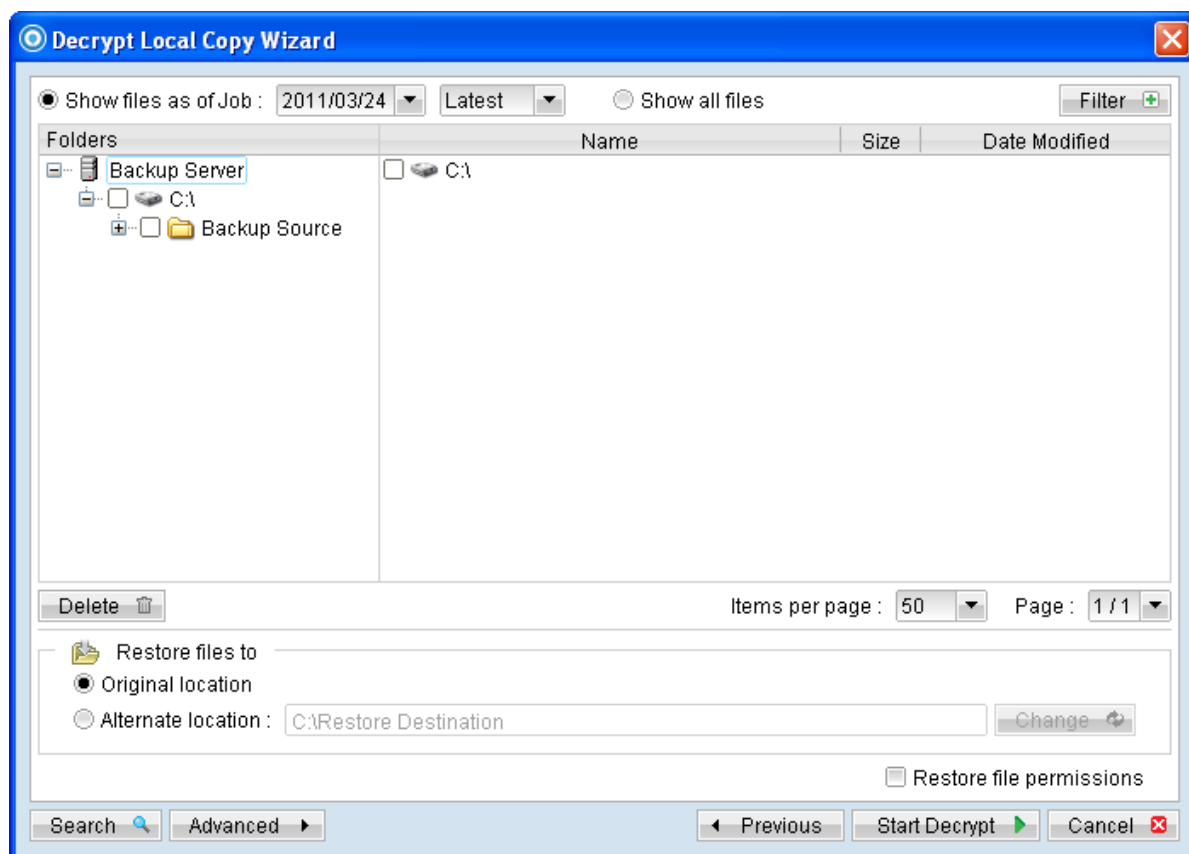 Decrypt Local Copy Wizard
Show files as of Job : 2011/03/24 Latest Show all files Filter
Folders Name Size Date Modified
Backup Server C:\
C:\
Backup Source
Delete Items per page : 50 Page : 1 / 1
Restore files to
Original location
Alternate location : C:\Restore Destination Change
Restore file permissions
Search Advanced Previous Start Decrypt Cancel